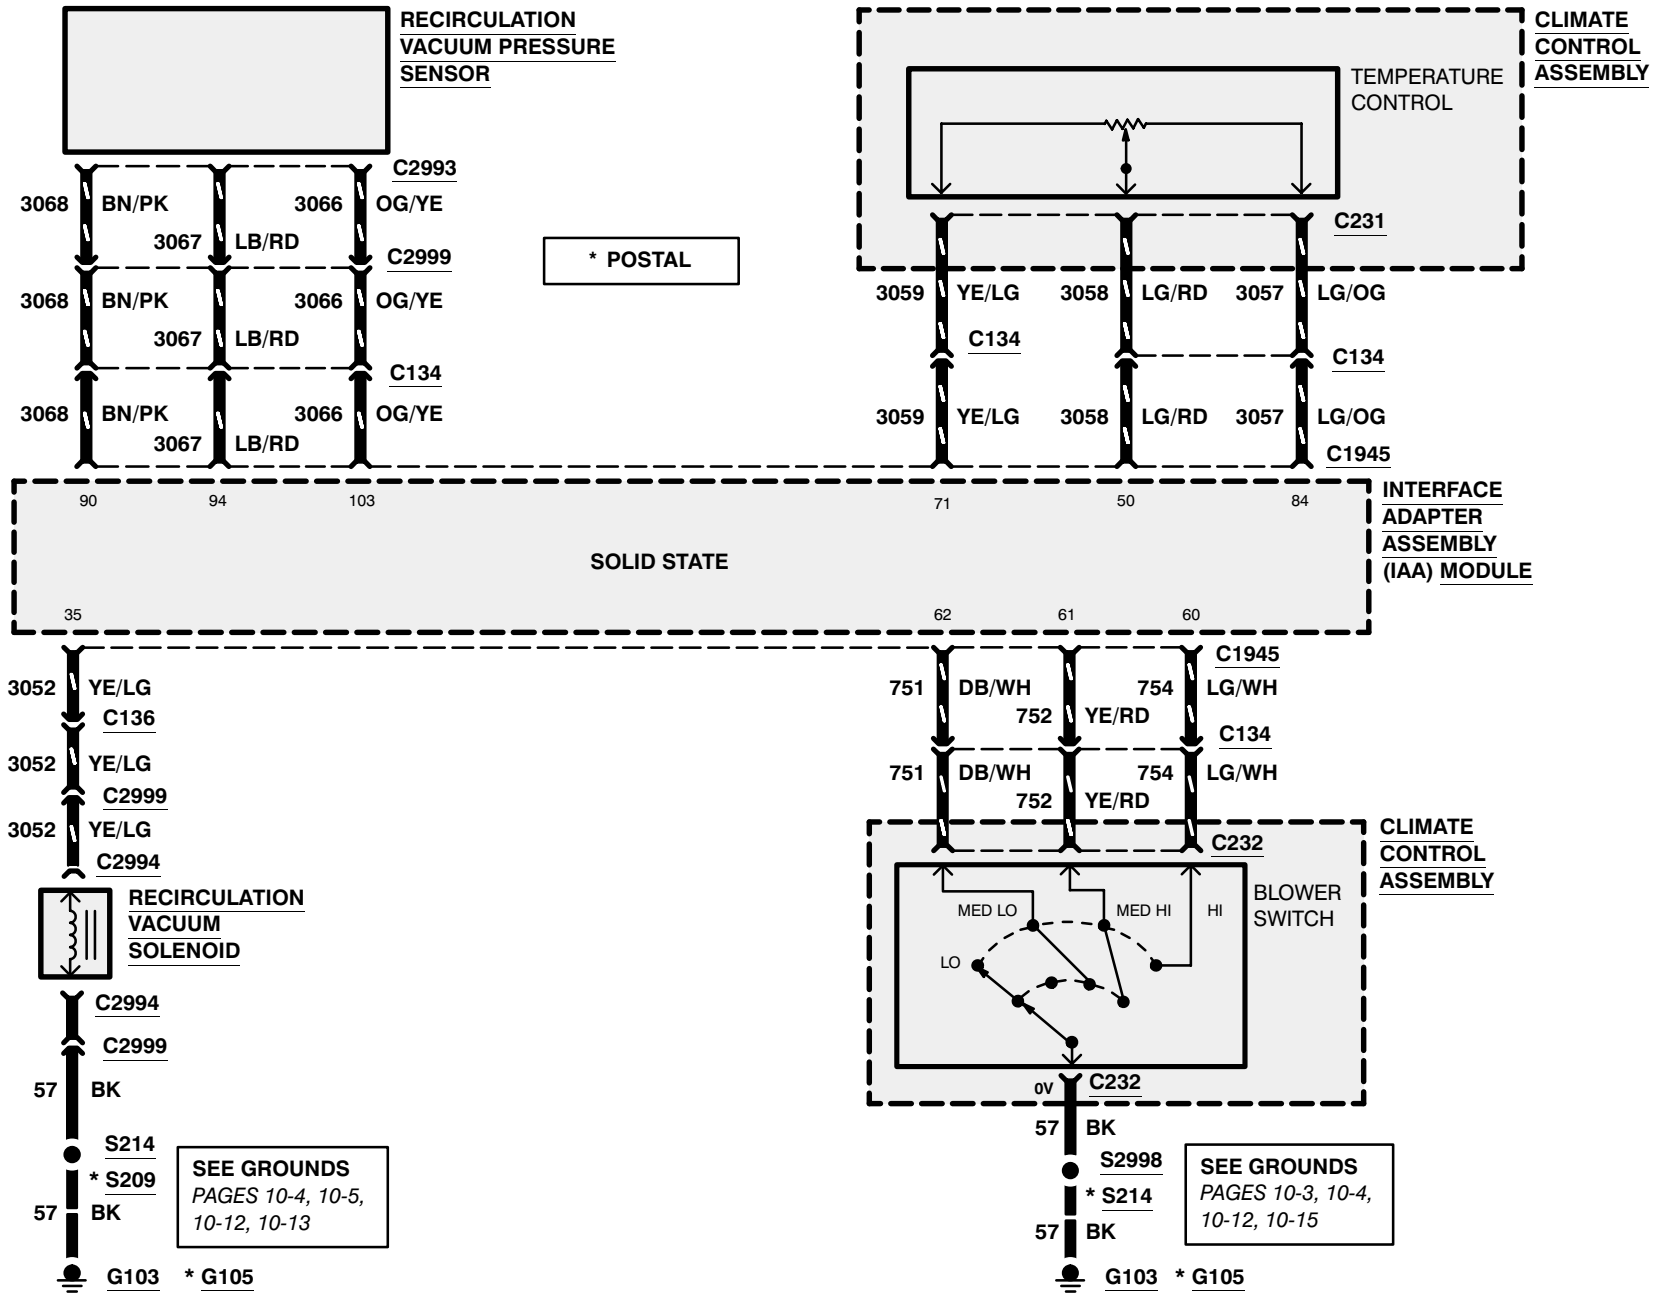 RECIRCULATION
VACUUM PRESSURE
SENSOR
CLIMATE
CONTROL
ASSEMBLY
TEMPERATURE
CONTROL
C2993
3068 BN/PK 3066 OG/YE
3067 LB/RD
C2999
* POSTAL
C231
3068 BN/PK 3066 OG/YE
3067 LB/RD
3059 YE/LG 3058 LG/RD 3057 LG/OG
C134
C134
C134
3068 BN/PK 3066 OG/YE
3067 LB/RD
3059 YE/LG 3058 LG/RD 3057 LG/OG
C1945
90 94 103 71 50 84
INTERFACE
ADAPTER
ASSEMBLY
(IAA) MODULE
SOLID STATE
35 62 61 60
C1945
3052 YE/LG
C136
3052 YE/LG
C2999
3052 YE/LG
C2994
751 DB/WH 754 LG/WH
752 YE/RD
C134
751 DB/WH 754 LG/WH
752 YE/RD
C232
CLIMATE
CONTROL
ASSEMBLY
RECIRCULATION
VACUUM
SOLENOID
BLOWER
SWITCH
MED LO MED HI HI
LO
C2994
C2999
57 BK
S214
* S209
57 BK
SEE GROUNDS
PAGES 10-4, 10-5,
10-12, 10-13
G103 * G105
0V C232
57 BK
S2998
* S214
57 BK
SEE GROUNDS
PAGES 10-3, 10-4,
10-12, 10-15
G103 * G105